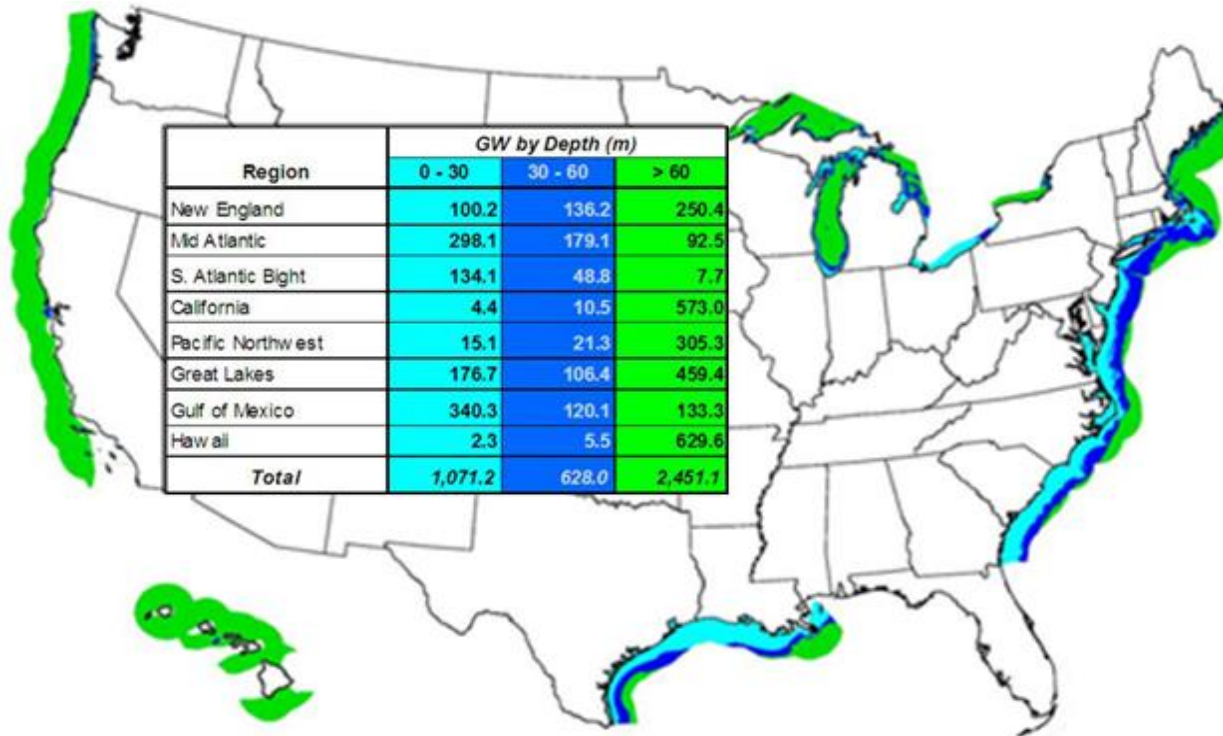 GW by Depth (m)
Region 0 - 30 30 - 60 > 60
New England 100.2 136.2 250.4
Mid Atlantic 298.1 179.1 92.5
S. Atlantic Bight 134.1 48.8 7.7
California 4.4 10.5 573.0
Pacific Northwest 15.1 21.3 305.3
Great Lakes 176.7 106.4 459.4
Gulf of Mexico 340.3 120.1 133.3
Hawaii 2.3 5.5 629.6
Total 1,071.2 628.0 2,451.1